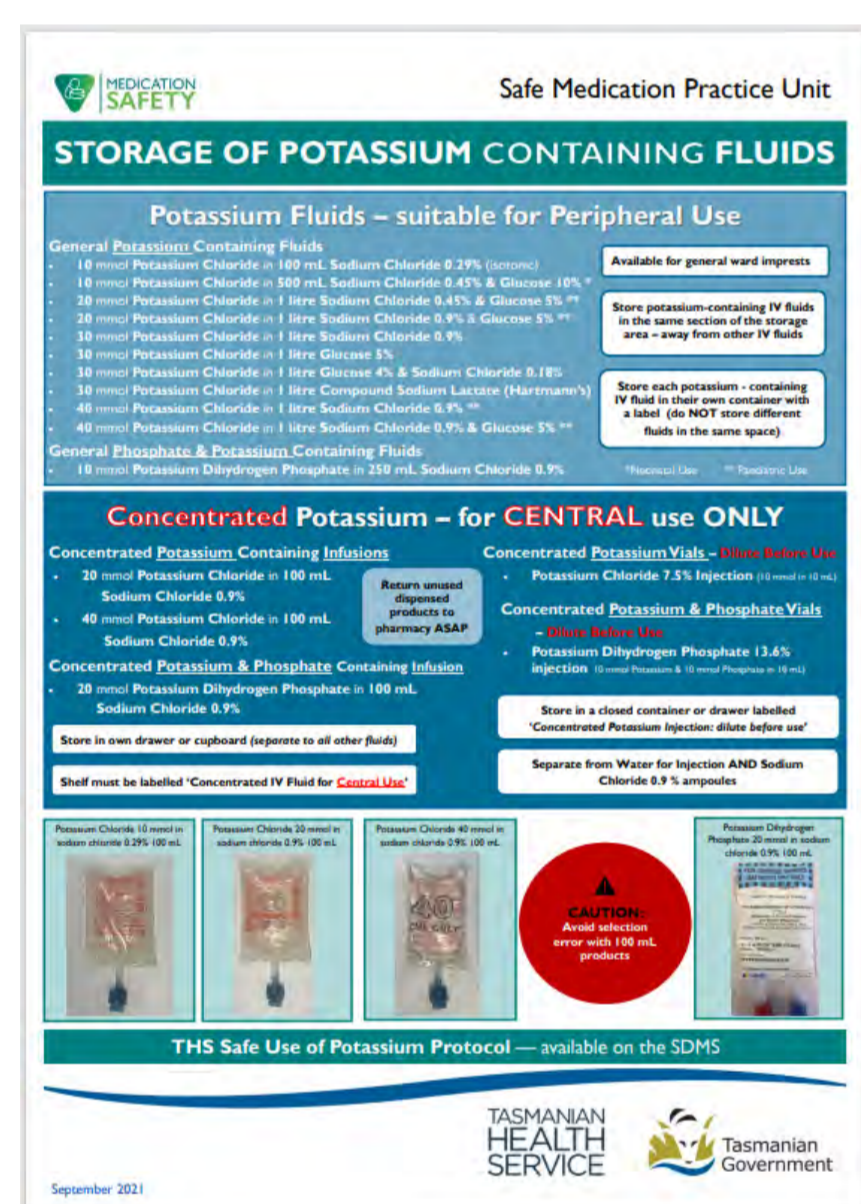 MEDICATION
SAFETY
Safe Medication Practice Unit
STORAGE OF POTASSIUM CONTAINING FLUIDS
Potassium Fluids – suitable for Peripheral Use
General Potassium Containing Fluids
• 10 mmol Potassium Chloride in 100 mL Sodium Chloride 0.29% (isotonic)
• 10 mmol Potassium Chloride in 500 mL Sodium Chloride 0.45% & Glucose 10% *
• 20 mmol Potassium Chloride in 1 litre Sodium Chloride 0.45% & Glucose 5% **
• 20 mmol Potassium Chloride in 1 litre Sodium Chloride 0.9% & Glucose 5% **
• 30 mmol Potassium Chloride in 1 litre Sodium Chloride 0.9%
• 30 mmol Potassium Chloride in 1 litre Glucose 5%
• 30 mmol Potassium Chloride in 1 litre Glucose 4% & Sodium Chloride 0.18%
• 30 mmol Potassium Chloride in 1 litre Compound Sodium Lactate (Hartmann's)
• 40 mmol Potassium Chloride in 1 litre Sodium Chloride 0.9% **
• 40 mmol Potassium Chloride in 1 litre Sodium Chloride 0.9% & Glucose 5% **
General Phosphate & Potassium Containing Fluids
• 10 mmol Potassium Dihydrogen Phosphate in 250 mL Sodium Chloride 0.9%
Available for general ward imprests
Store potassium-containing IV fluids
in the same section of the storage
area – away from other IV fluids
Store each potassium - containing
IV fluid in their own container with
a label (do NOT store different
fluids in the same space)
*Neonatal Use ** Paediatric Use
Concentrated Potassium – for CENTRAL use ONLY
Concentrated Potassium Containing Infusions
• 20 mmol Potassium Chloride in 100 mL
Sodium Chloride 0.9%
• 40 mmol Potassium Chloride in 100 mL
Sodium Chloride 0.9%
Concentrated Potassium & Phosphate Containing Infusion
• 20 mmol Potassium Dihydrogen Phosphate in 100 mL
Sodium Chloride 0.9%
Return unused
dispensed
products to
pharmacy ASAP
Store in own drawer or cupboard (separate to all other fluids)
Shelf must be labelled 'Concentrated IV Fluid for Central Use'
Concentrated Potassium Vials – Dilute Before Use
• Potassium Chloride 7.5% Injection (10 mmol in 10 mL)
Concentrated Potassium & Phosphate Vials
– Dilute Before Use
• Potassium Dihydrogen Phosphate 13.6%
injection (10 mmol Potassium & 10 mmol Phosphate in 10 mL)
Store in a closed container or drawer labelled
'Concentrated Potassium Injection: dilute before use'
Separate from Water for Injection AND Sodium
Chloride 0.9 % ampoules
Potassium Chloride 10 mmol in
sodium chloride 0.29% 100 mL
Potassium Chloride 20 mmol in
sodium chloride 0.9% 100 mL
Potassium Chloride 40 mmol in
sodium chloride 0.9% 100 mL
40
CAUTION:
Avoid selection
error with 100 mL
products
Potassium Dihydrogen
Phosphate 20 mmol in sodium
chloride 0.9% 100 mL
THS Safe Use of Potassium Protocol — available on the SDMS
TASMANIAN
HEALTH
SERVICE
Tasmanian
Government
September 2021